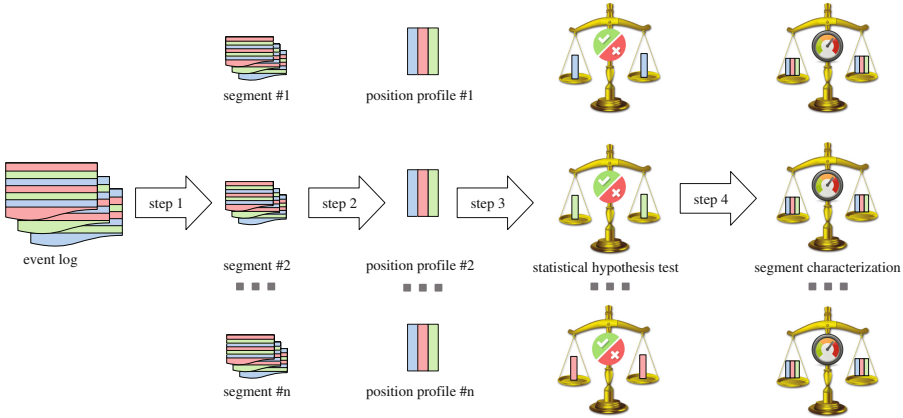 segment #1
position profile #1
step 1
step 2
step 3
step 4
event log
segment #2
position profile #2
statistical hypothesis test
segment characterization
segment #n
position profile #n